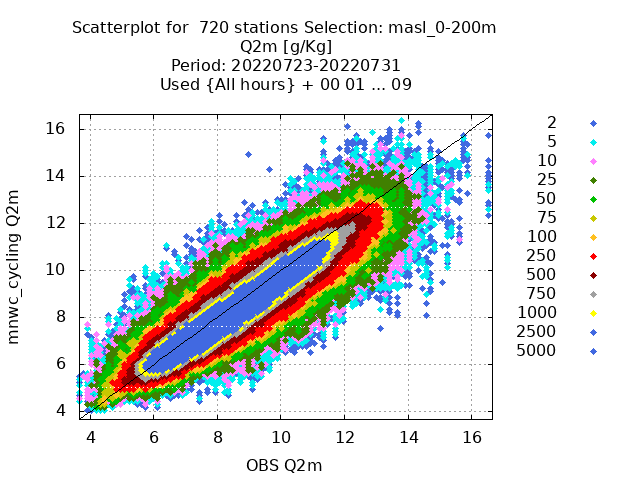 Scatterplot for  720 stations Selection: masl_0-200m
Q2m [g/Kg]
Period: 20220723-20220731
Used {All hours} + 00 01 ... 09
mnwc_cycling Q2m
16
14
12
10
8
6
4
4 6 8 10 12 14 16
OBS Q2m
2
5
10
25
50
75
100
250
500
750
1000
2500
5000